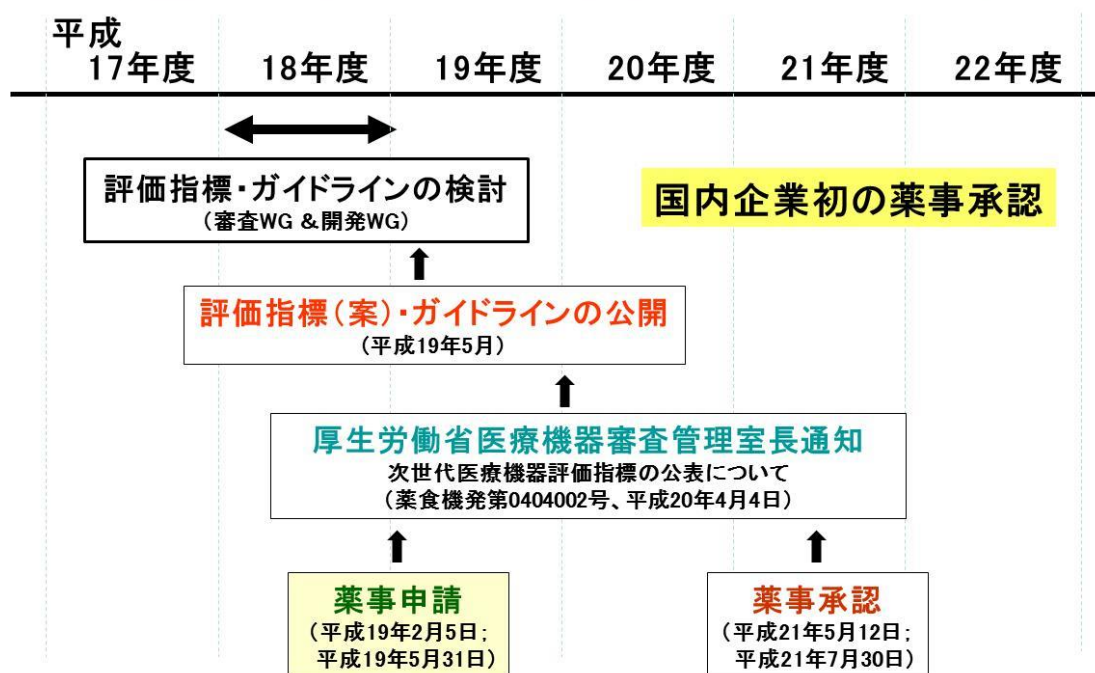 平成
17年度 18年度 19年度 20年度 21年度 22年度
評価指標・ガイドラインの検討
(審査WG &開発WG)
国内企業初の薬事承認
評価指標(案)・ガイドラインの公開
(平成19年5月)
厚生労働省医療機器審査管理室長通知
次世代医療機器評価指標の公表について
(薬食機発第0404002号、平成20年4月4日)
薬事申請
(平成19年2月5日;
平成19年5月31日)
薬事承認
(平成21年5月12日;
平成21年7月30日)